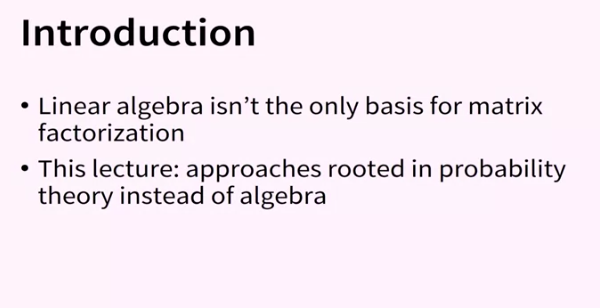 Introduction
• Linear algebra isn’t the only basis for matrix
factorization
• This lecture: approaches rooted in probability
theory instead of algebra